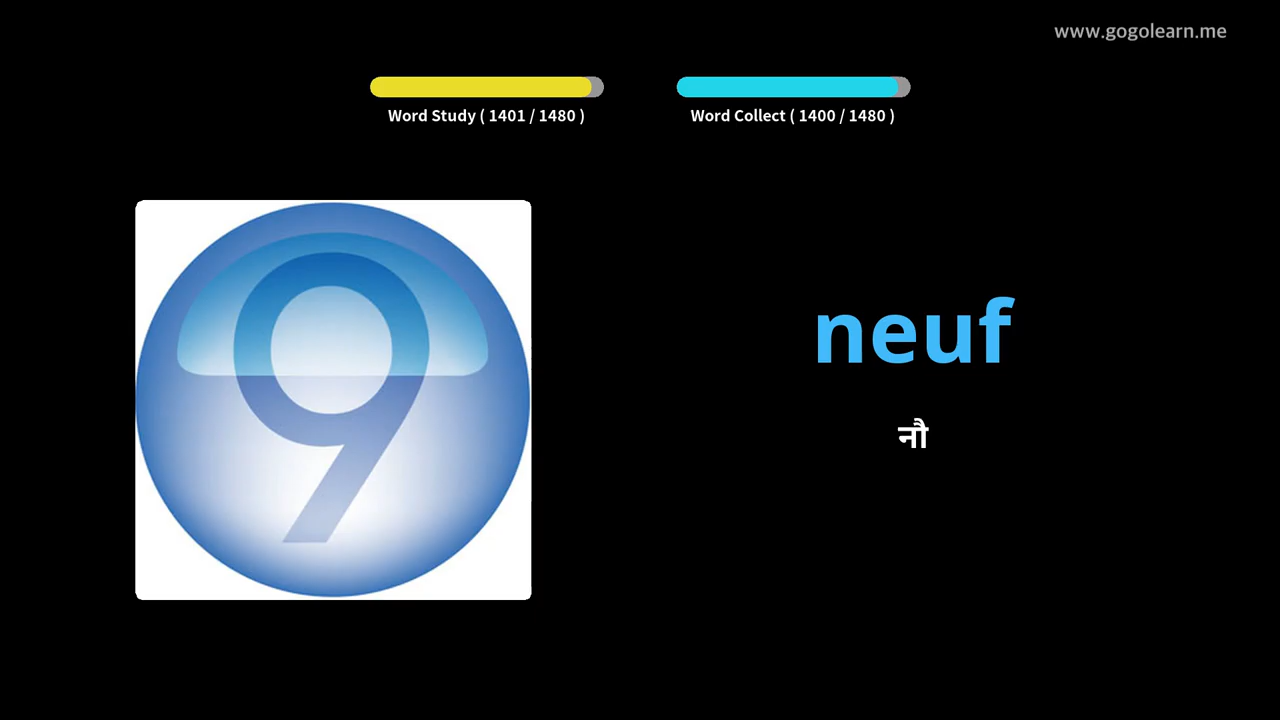 www.gogolearn.me
Word Study ( 1401 / 1480 )
Word Collect ( 1400 / 1480 )
9
neuf
नौ